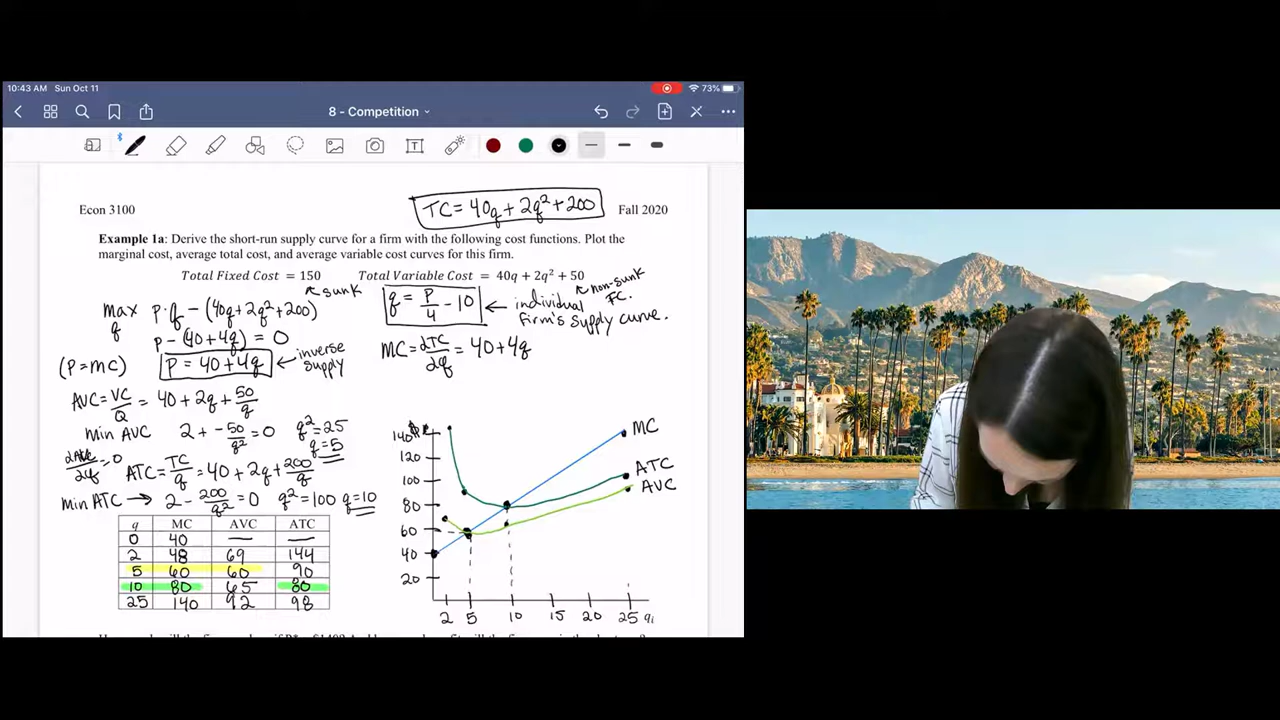 10:43 AM Sun Oct 11
73%
8 - Competition
T
Econ 3100
TC = 40q + 2q² + 200
Fall 2020
Example 1a: Derive the short-run supply curve for a firm with the following cost functions. Plot the
marginal cost, average total cost, and average variable cost curves for this firm.
Total Fixed Cost = 150 Total Variable Cost = 40q + 2q² + 50
sunk
non-sunk FC.
max q P·q − (40q + 2q² + 200)
P − (40 + 4q) = 0
(P = MC) P = 40 + 4q ← inverse supply
q = P/4 − 10 ← individual firm's supply curve.
MC = ∂TC/∂q = 40 + 4q
AVC = VC/Q = 40 + 2q + 50/q
min AVC 2 + −50/q² = 0 q² = 25
q = 5
∂AVC/∂q = 0
ATC = TC/q = 40 + 2q + 200/q
min ATC → 2 − 200/q² = 0 q² = 100 q = 10
q MC AVC ATC
0 40 — —
2 48 69 144
5 60 60 90
10 80 65 80
25 140 92 98
140
120
100
80
60
40
20
MC
ATC
AVC
2 5 10 15 20 25 q